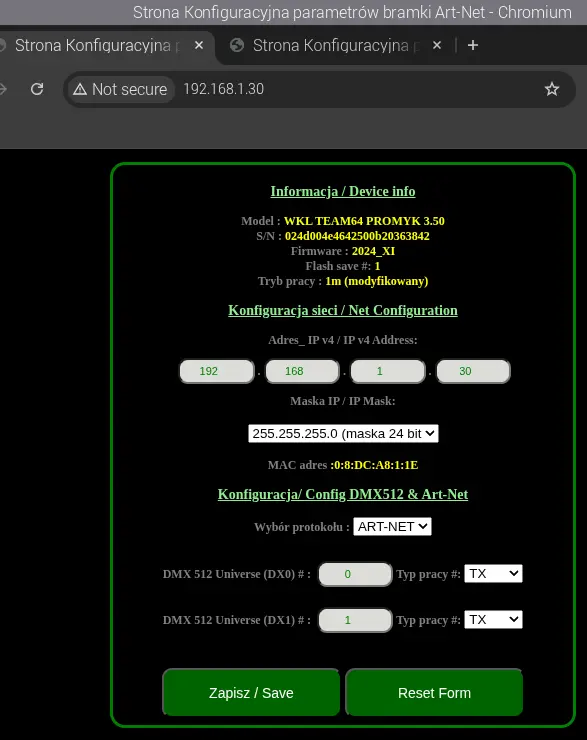 Strona Konfiguracyjna parametrów bramki Art-Net - Chromium
Strona Konfiguracyjna p × Strona Konfiguracyjna p × +
Not secure 192.168.1.30
Informacja / Device info
Model : WKL TEAM64 PROMYK 3.50
S/N : 024d004e4642500b20363842
Firmware : 2024_XI
Flash save #: 1
Tryb pracy : 1m (modyfikowany)
Konfiguracja sieci / Net Configuration
Adres_ IP v4 / IP v4 Address:
192 . 168 . 1 . 30
Maska IP / IP Mask:
255.255.255.0 (maska 24 bit
MAC adres :0:8:DC:A8:1:1E
Konfiguracja/ Config DMX512 & Art-Net
Wybór protokołu : ART-NET
DMX 512 Universe (DX0) # : 0 Typ pracy #: TX
DMX 512 Universe (DX1) # : 1 Typ pracy #: TX
Zapisz / Save Reset Form